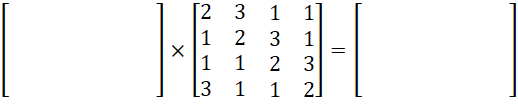 [ ] × [2 3 1 1
1 2 3 1
1 1 2 3
3 1 1 2] = [ ]